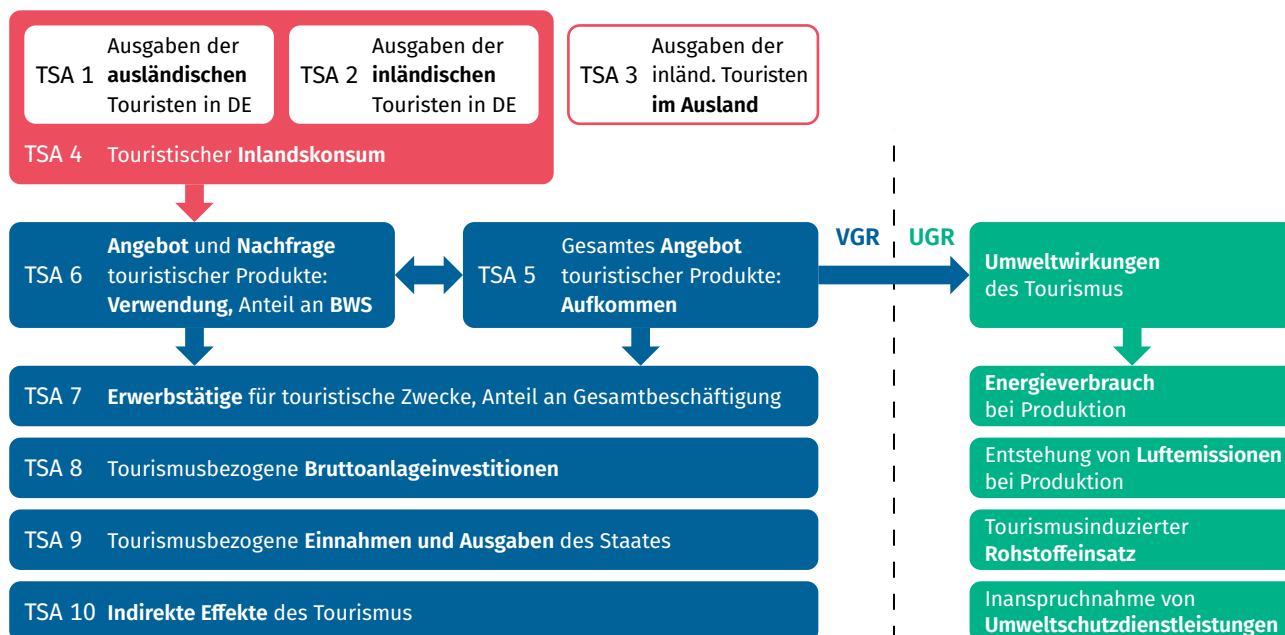 TSA 1 Ausgaben der
ausländischen
Touristen in DE
TSA 2 Ausgaben der
inländischen
Touristen in DE
TSA 3 Ausgaben der
inländ. Touristen
im Ausland
TSA 4 Touristischer Inlandskonsum
TSA 6 Angebot und Nachfrage
touristischer Produkte:
Verwendung, Anteil an BWS
TSA 5 Gesamtes Angebot
touristischer Produkte:
Aufkommen
VGR UGR
Umweltwirkungen
des Tourismus
TSA 7 Erwerbstätige für touristische Zwecke, Anteil an Gesamtbeschäftigung
Energieverbrauch
bei Produktion
TSA 8 Tourismusbezogene Bruttoanlageinvestitionen
Entstehung von Luftemissionen
bei Produktion
TSA 9 Tourismusbezogene Einnahmen und Ausgaben des Staates
Tourismusinduzierter
Rohstoffeinsatz
TSA 10 Indirekte Effekte des Tourismus
Inanspruchnahme von
Umweltschutzdienstleistungen